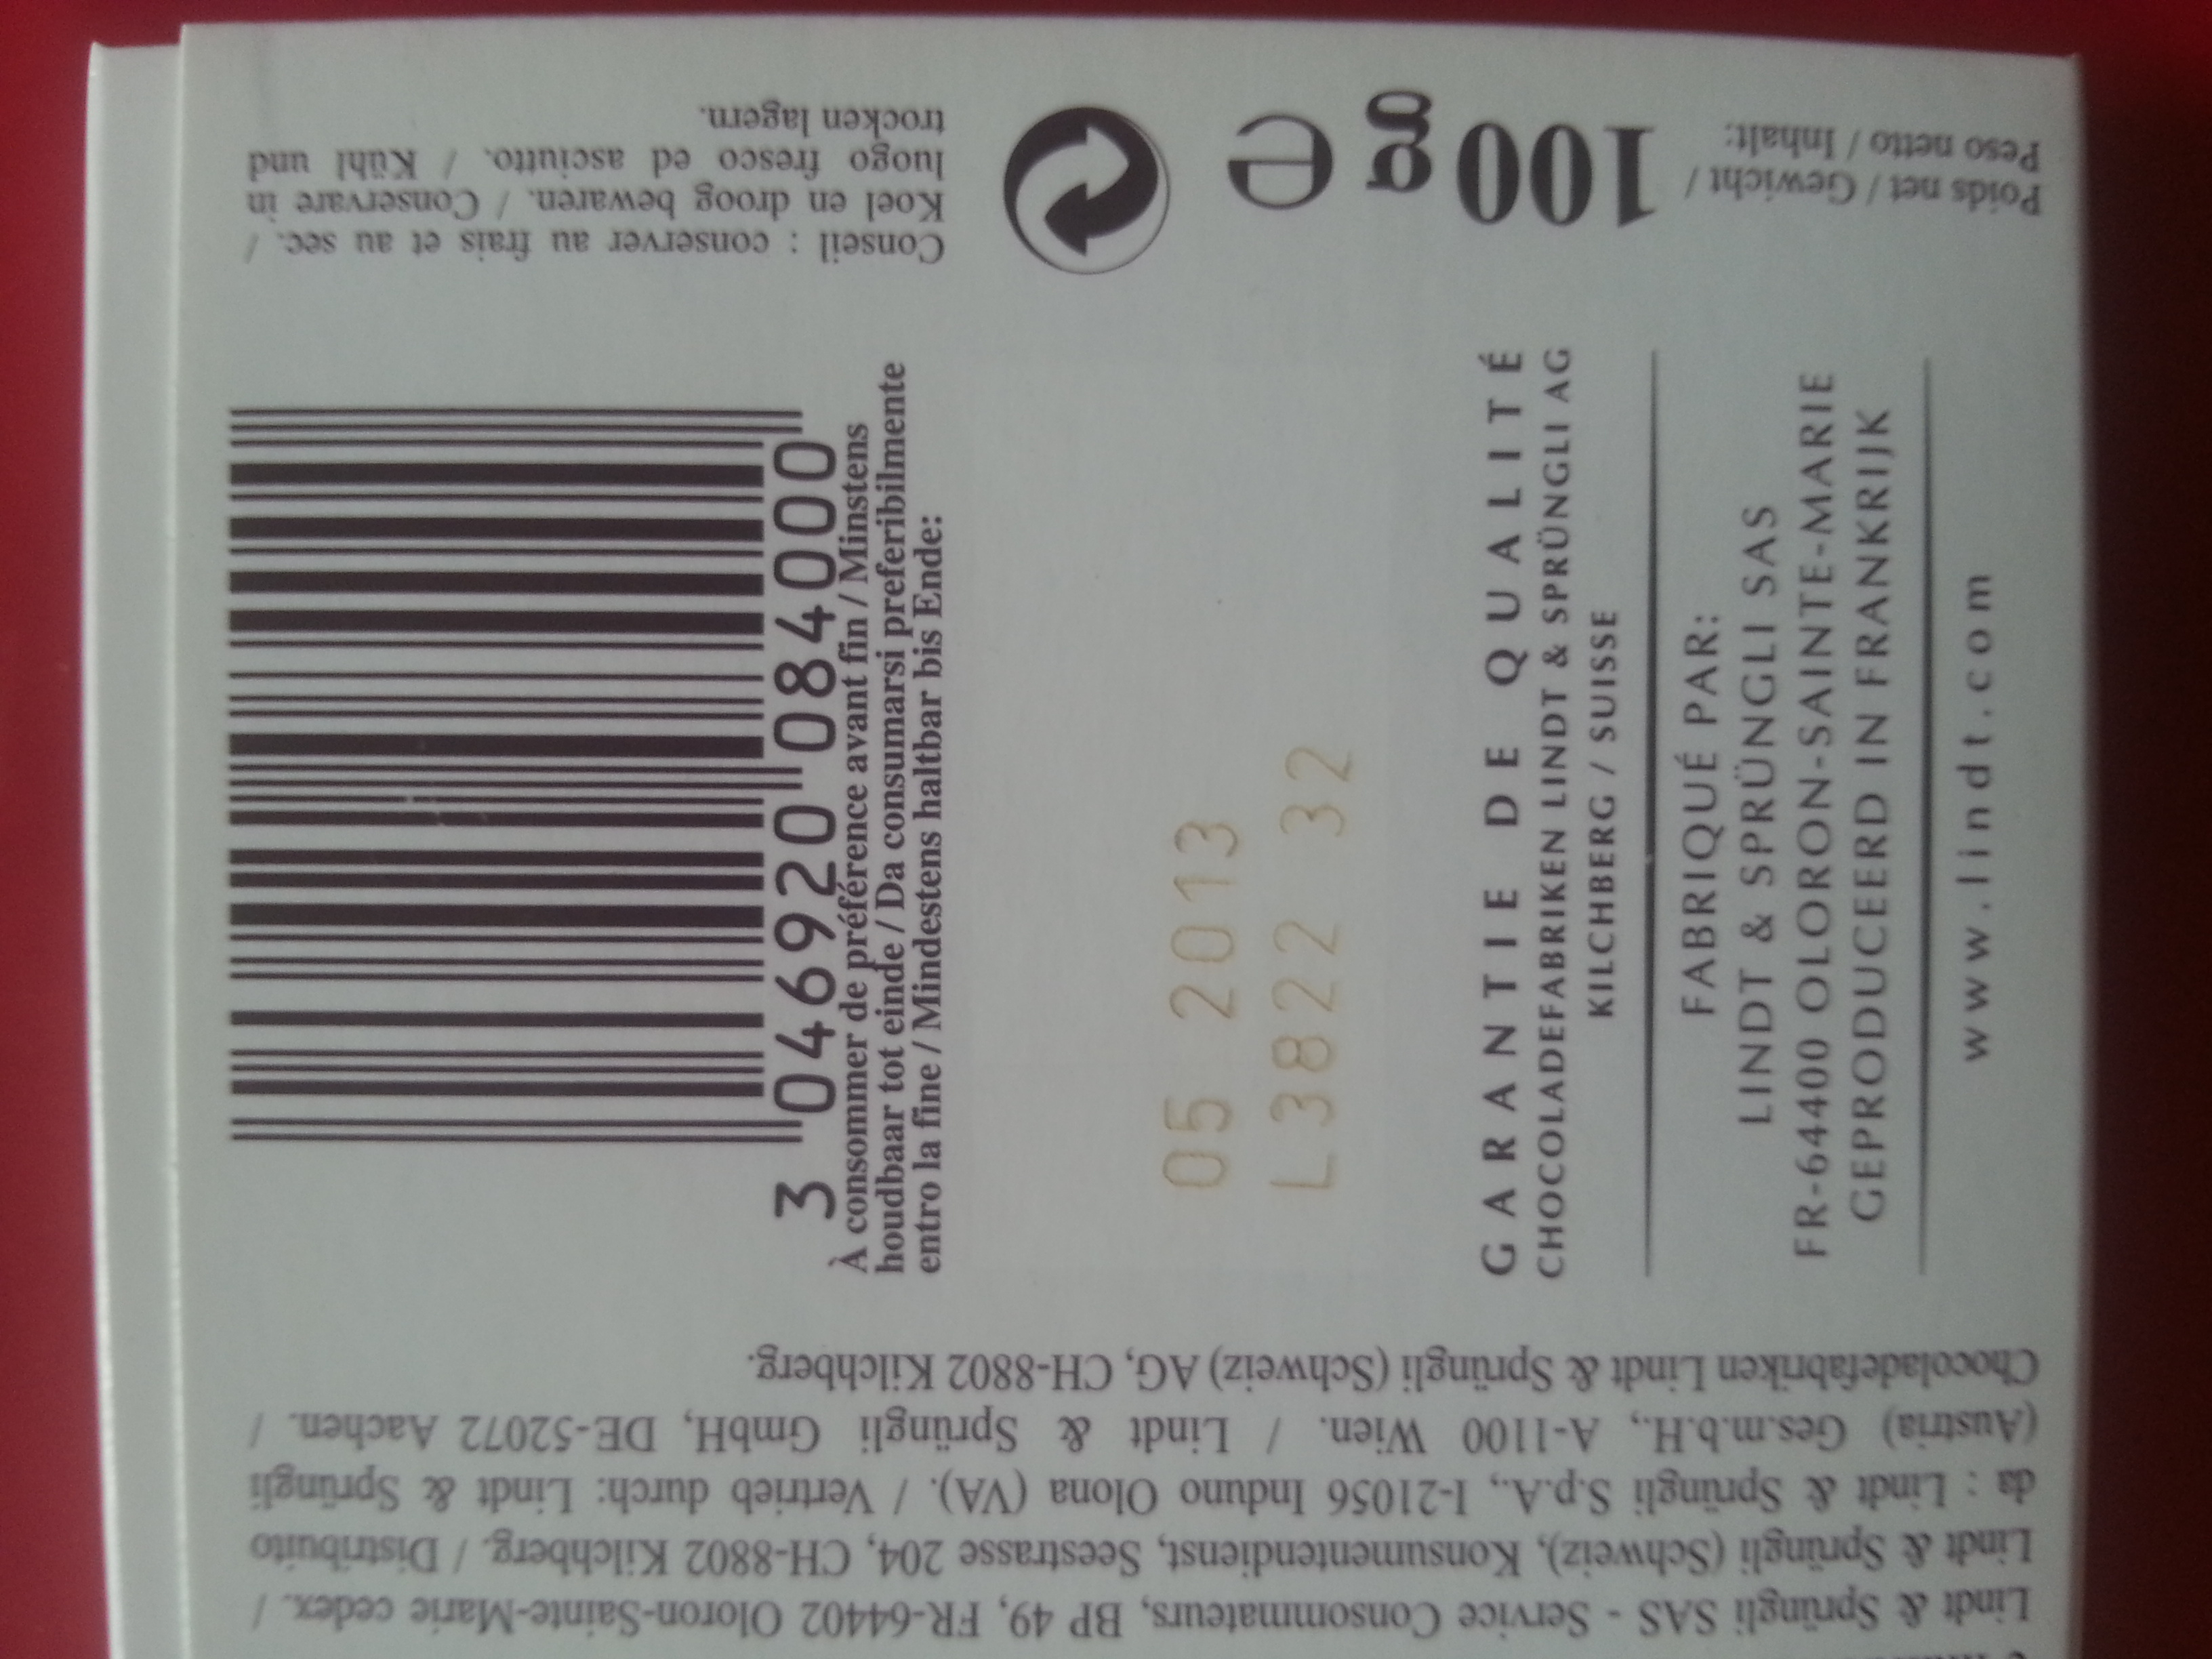 Lindt & Sprüngli SAS - Service Consommateurs, BP 49, FR-64402 Oloron-Sainte-Marie cedex. /
Lindt & Sprüngli (Schweiz), Konsumentendienst, Seestrasse 204, CH-8802 Kilchberg. / Distribuito
da : Lindt & Sprüngli S.p.A., I-21056 Induno Olona (VA). / Vertrieb durch: Lindt & Sprüngli
(Austria) Ges.m.b.H., A-1100 Wien. / Lindt & Sprüngli GmbH, DE-52072 Aachen. /
Chocoladefabriken Lindt & Sprüngli (Schweiz) AG, CH-8802 Kilchberg.
3 046920 084000
À consommer de préférence avant fin / Minstens
houdbaar tot einde / Da consumarsi preferibilmente
entro la fine / Mindestens haltbar bis Ende:
05 2013
L3822 32
GARANTIE DE QUALITÉ
CHOCOLADEFABRIKEN LINDT & SPRÜNGLI AG
KILCHBERG / SUISSE
FABRIQUÉ PAR:
LINDT & SPRÜNGLI SAS
FR-64400 OLORON-SAINTE-MARIE
GEPRODUCEERD IN FRANKRIJK
www.lindt.com
Poids net / Gewicht /
Peso netto / Inhalt:
100 g e
Conseil : conserver au frais et au sec. /
Koel en droog bewaren. / Conservare in
luogo fresco ed asciutto. / Kühl und
trocken lagern.